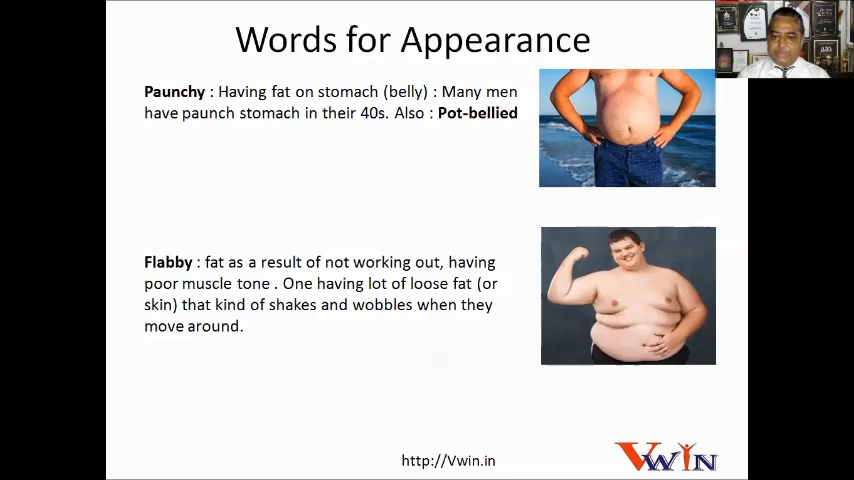 Words for Appearance
Paunchy : Having fat on stomach (belly) : Many men
have paunch stomach in their 40s. Also : Pot-bellied
Flabby : fat as a result of not working out, having
poor muscle tone . One having lot of loose fat (or
skin) that kind of shakes and wobbles when they
move around.
http://Vwin.in
VWIN